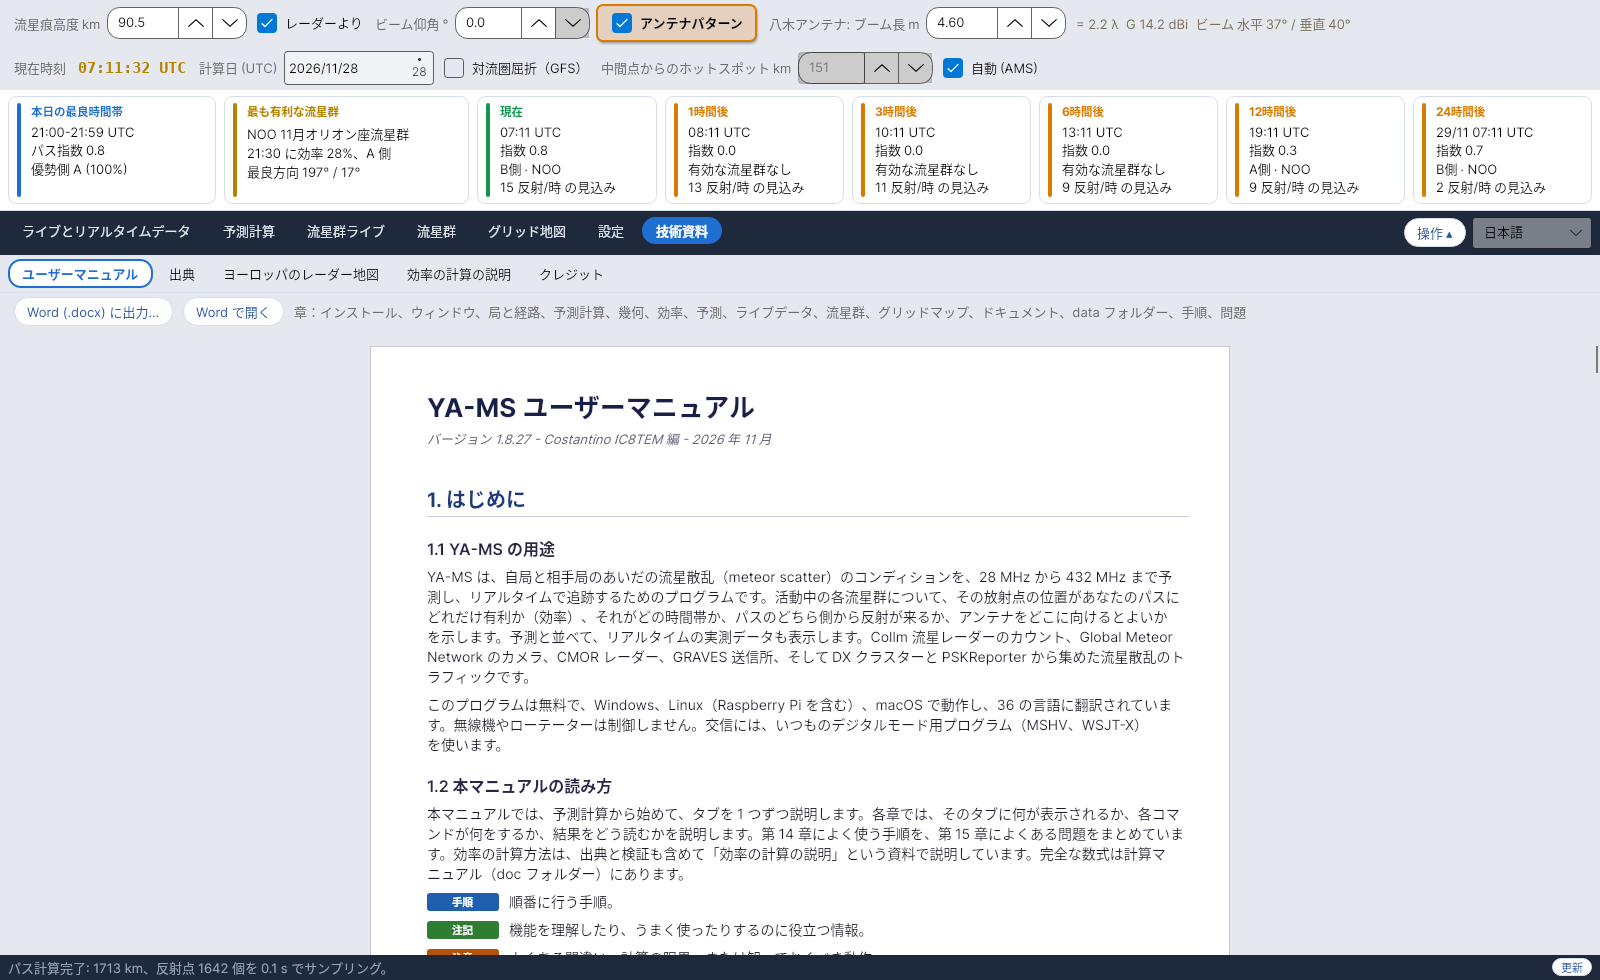 流星痕高度 km 90.5 レーダーより ビーム仰角 ° 0.0 アンテナパターン 八木アンテナ: ブーム長 m 4.60 = 2.2 λ G 14.2 dBi ビーム 水平 37° / 垂直 40°
現在時刻 07:11:32 UTC 計算日 (UTC) 2026/11/28 28 対流圏屈折（GFS） 中間点からのホットスポット km 151 自動 (AMS)
本日の最良時間帯
21:00-21:59 UTC
パス指数 0.8
優勢側 A (100%)
最も有利な流星群
NOO 11月オリオン座流星群
21:30 に効率 28%、A 側
最良方向 197° / 17°
現在
07:11 UTC
指数 0.8
B側 · NOO
15 反射/時 の見込み
1時間後
08:11 UTC
指数 0.0
有効な流星群なし
13 反射/時 の見込み
3時間後
10:11 UTC
指数 0.0
有効な流星群なし
11 反射/時 の見込み
6時間後
13:11 UTC
指数 0.0
有効な流星群なし
9 反射/時 の見込み
12時間後
19:11 UTC
指数 0.3
A側 · NOO
9 反射/時 の見込み
24時間後
29/11 07:11 UTC
指数 0.7
B側 · NOO
2 反射/時 の見込み
ライブとリアルタイムデータ 予測計算 流星群ライブ 流星群 グリッド地図 設定 技術資料 操作 ▴ 日本語
ユーザーマニュアル 出典 ヨーロッパのレーダー地図 効率の計算の説明 クレジット
Word (.docx) に出力... Word で開く 章：インストール、ウィンドウ、局と経路、予測計算、幾何、効率、予測、ライブデータ、流星群、グリッドマップ、ドキュメント、data フォルダー、手順、問題
YA-MS ユーザーマニュアル
バージョン 1.8.27 - Costantino IC8TEM 編 - 2026 年 11 月
1. はじめに
1.1 YA-MS の用途
YA-MS は、自局と相手局のあいだの流星散乱（meteor scatter）のコンディションを、28 MHz から 432 MHz まで予
測し、リアルタイムで追跡するためのプログラムです。活動中の各流星群について、その放射点の位置があなたのパスに
どれだけ有利か（効率）、それがどの時間帯か、パスのどちら側から反射が来るか、アンテナをどこに向けるとよいか
を示します。予測と並べて、リアルタイムの実測データも表示します。Collm 流星レーダーのカウント、Global Meteor
Network のカメラ、CMOR レーダー、GRAVES 送信所、そして DX クラスターと PSKReporter から集めた流星散乱のト
ラフィックです。
このプログラムは無料で、Windows、Linux（Raspberry Pi を含む）、macOS で動作し、36 の言語に翻訳されていま
す。無線機やローテーターは制御しません。交信には、いつものデジタルモード用プログラム（MSHV、WSJT-X）
を使います。
1.2 本マニュアルの読み方
本マニュアルでは、予測計算から始めて、タブを 1 つずつ説明します。各章では、そのタブに何が表示されるか、各コマ
ンドが何をするか、結果をどう読むかを説明します。第 14 章によく使う手順を、第 15 章によくある問題をまとめていま
す。効率の計算方法は、出典と検証も含めて「効率の計算の説明」という資料で説明しています。完全な数式は計算マ
ニュアル（doc フォルダー）にあります。
手順 順番に行う手順。
注記 機能を理解したり、うまく使ったりするのに役立つ情報。
パス計算完了: 1713 km、反射点 1642 個を 0.1 s でサンプリング。 更新